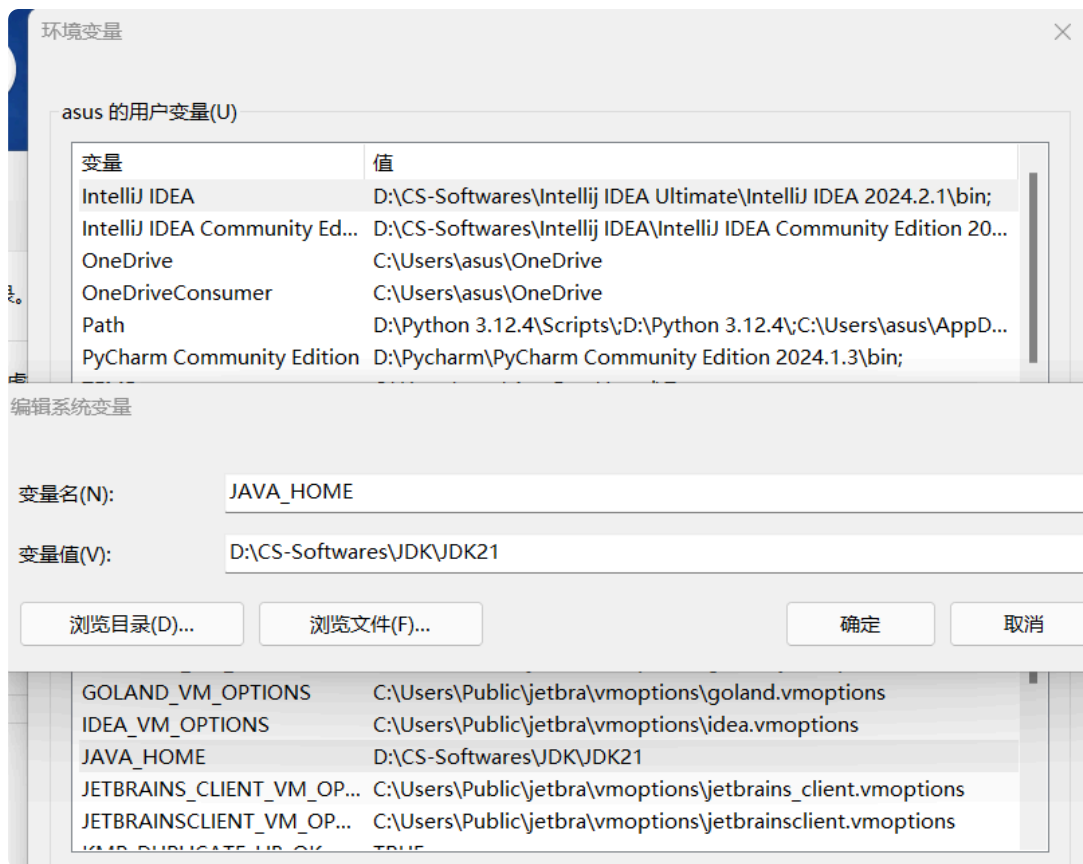 环境变量
asus 的用户变量(U)
变量 值
IntelliJ IDEA D:\CS-Softwares\Intellij IDEA Ultimate\IntelliJ IDEA 2024.2.1\bin;
IntelliJ IDEA Community Ed... D:\CS-Softwares\Intellij IDEA\IntelliJ IDEA Community Edition 20...
OneDrive C:\Users\asus\OneDrive
OneDriveConsumer C:\Users\asus\OneDrive
Path D:\Python 3.12.4\Scripts\;D:\Python 3.12.4\;C:\Users\asus\AppD...
PyCharm Community Edition D:\Pycharm\PyCharm Community Edition 2024.1.3\bin;
编辑系统变量
变量名(N): JAVA_HOME
变量值(V): D:\CS-Softwares\JDK\JDK21
浏览目录(D)... 浏览文件(F)... 确定 取消
GOLAND_VM_OPTIONS C:\Users\Public\jetbra\vmoptions\goland.vmoptions
IDEA_VM_OPTIONS C:\Users\Public\jetbra\vmoptions\idea.vmoptions
JAVA_HOME D:\CS-Softwares\JDK\JDK21
JETBRAINS_CLIENT_VM_OP... C:\Users\Public\jetbra\vmoptions\jetbrains_client.vmoptions
JETBRAINSCLIENT_VM_OP... C:\Users\Public\jetbra\vmoptions\jetbrainsclient.vmoptions